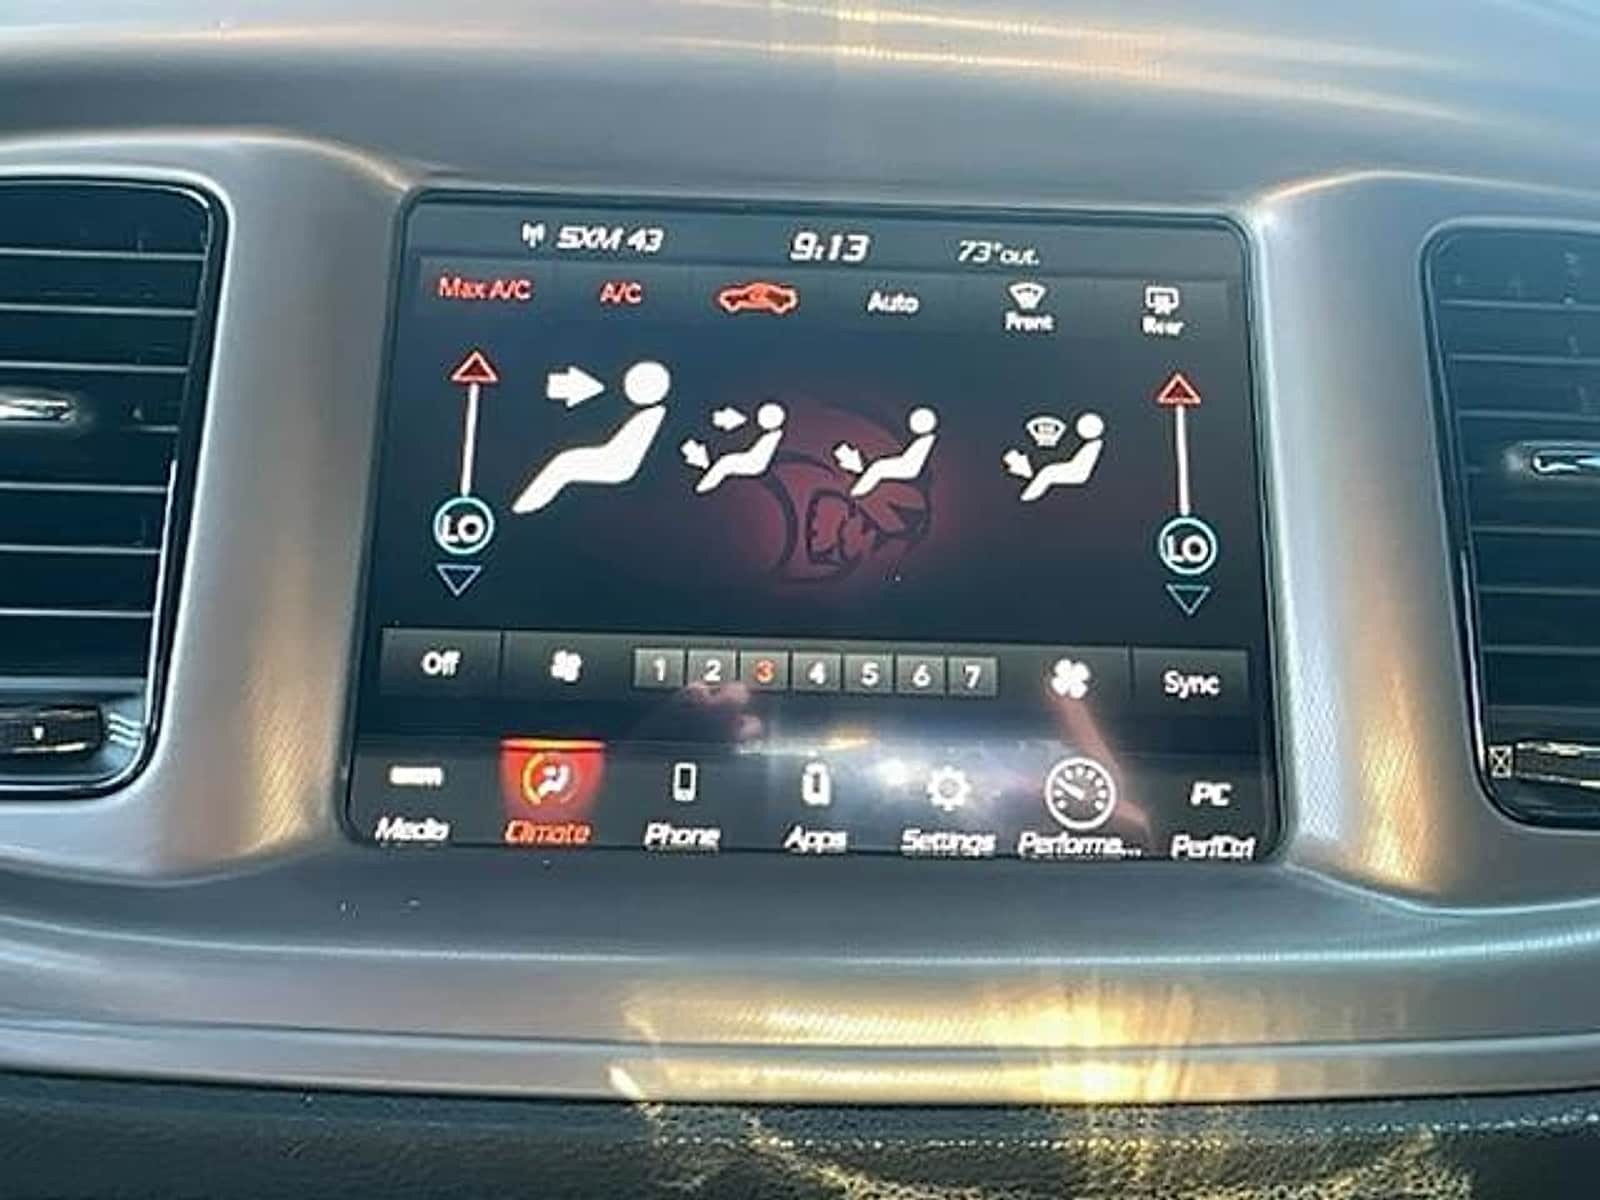 SXM 43 9:13 73°out.
Max A/C A/C Auto Front Rear
LO LO
Off 1 2 3 4 5 6 7 Sync
PC
Media Climate Phone Apps Settings Performa... PerfCtrl